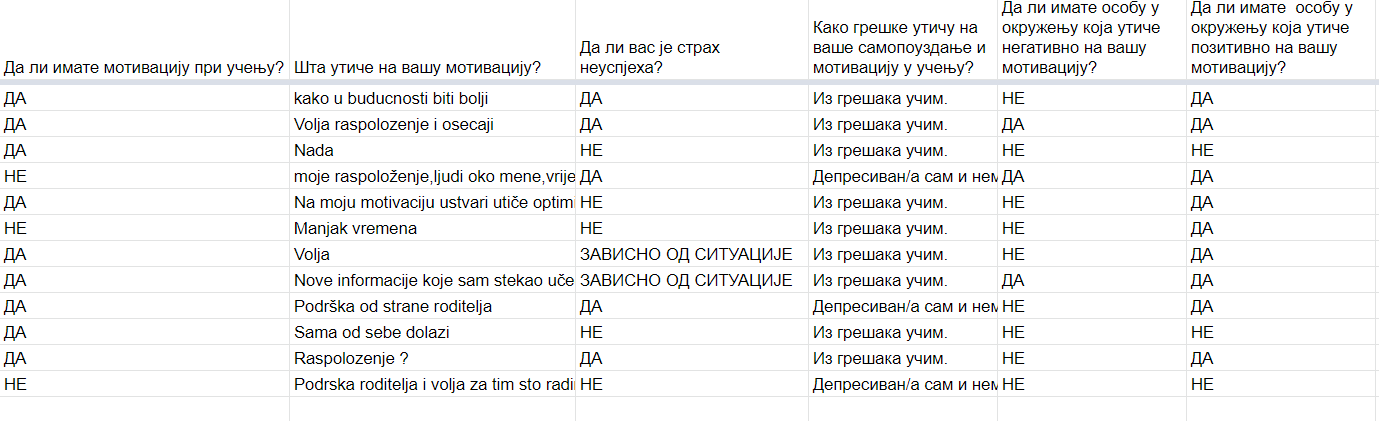 Да ли имате мотивацију при учењу? Шта утиче на вашу мотивацију? Да ли вас је страх неуспјеха? Како грешке утичу на ваше самопоуздање и мотивацију у учењу? Да ли имате особу у окружењу која утиче негативно на вашу мотивацију? Да ли имате особу у окружењу која утиче позитивно на вашу мотивацију?
ДА kako u buducnosti biti bolji ДА Из грешака учим. НЕ ДА
ДА Volja raspolozenje i osecaji ДА Из грешака учим. ДА ДА
ДА Nada НЕ Из грешака учим. НЕ НЕ
НЕ moje raspoloženje,ljudi oko mene,vrije ДА Депресиван/а сам и нем ДА ДА
ДА Na moju motivaciju ustvari utiče optimi НЕ Из грешака учим. НЕ ДА
НЕ Manjak vremena НЕ Из грешака учим. НЕ ДА
ДА Volja ЗАВИСНО ОД СИТУАЦИЈЕ Из грешака учим. НЕ ДА
ДА Nove informacije koje sam stekao uče ЗАВИСНО ОД СИТУАЦИЈЕ Из грешака учим. ДА ДА
ДА Podrška od strane roditelja ДА Депресиван/а сам и нем НЕ ДА
ДА Sama od sebe dolazi НЕ Из грешака учим. НЕ НЕ
ДА Raspolozenje ? ДА Из грешака учим. НЕ ДА
НЕ Podrska roditelja i volja za tim sto radi НЕ Депресиван/а сам и нем НЕ НЕ